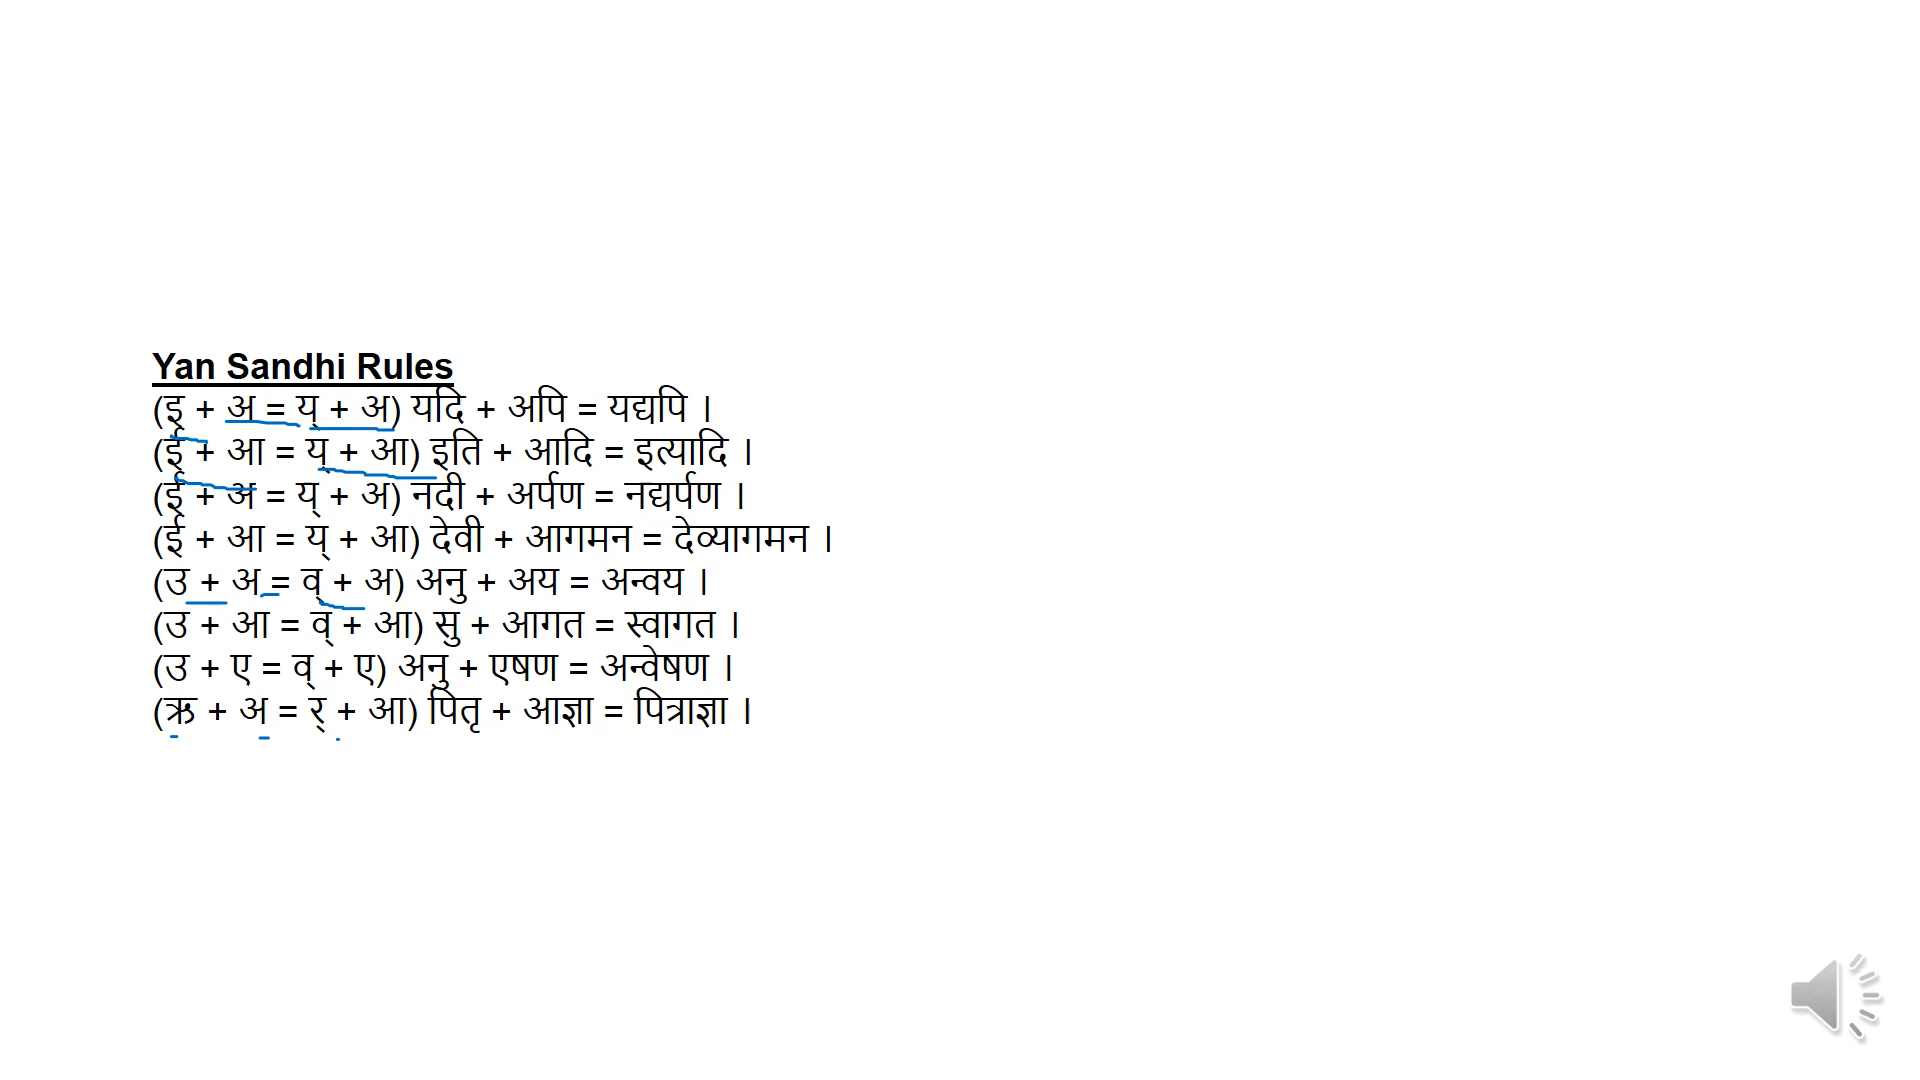 Yan Sandhi Rules
(इ + अ = य् + अ) यदि + अपि = यद्यपि ।
(ई + आ = य् + आ) इति + आदि = इत्यादि ।
(ई + अ = य् + अ) नदी + अर्पण = नद्यर्पण ।
(ई + आ = य् + आ) देवी + आगमन = देव्यागमन ।
(उ + अ = व् + अ) अनु + अय = अन्वय ।
(उ + आ = व् + आ) सु + आगत = स्वागत ।
(उ + ए = व् + ए) अनु + एषण = अन्वेषण ।
(ऋ + अ = र् + आ) पितृ + आज्ञा = पित्राज्ञा ।